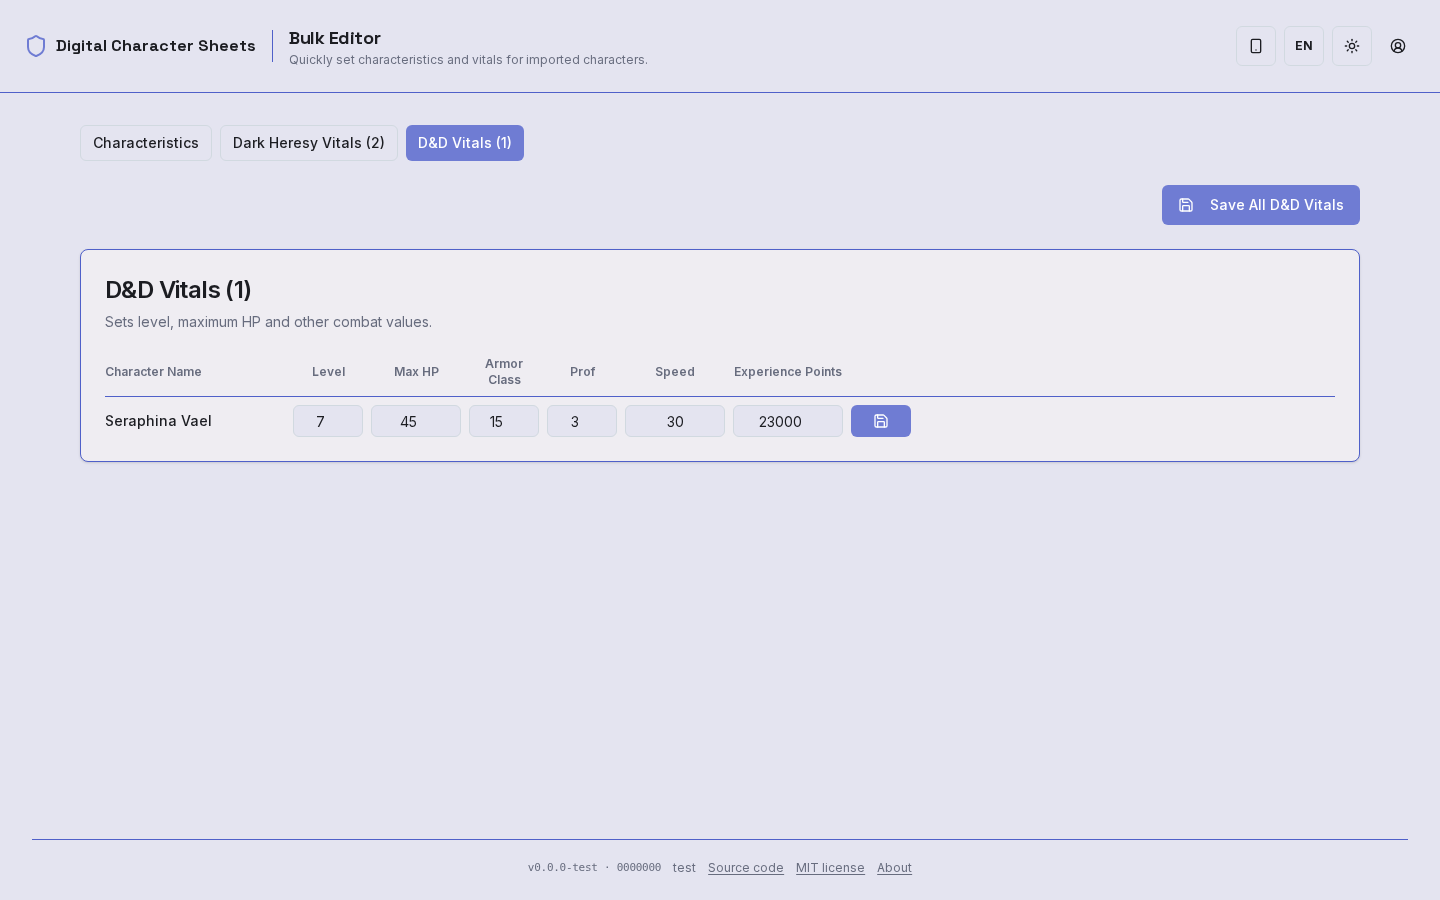 Digital Character Sheets
Bulk Editor
Quickly set characteristics and vitals for imported characters.
EN
Characteristics
Dark Heresy Vitals (2)
D&D Vitals (1)
Save All D&D Vitals
D&D Vitals (1)
Sets level, maximum HP and other combat values.
Character Name
Level
Max HP
Armor
Class
Prof
Speed
Experience Points
Seraphina Vael
7
45
15
3
30
23000
v0.0.0-test · 0000000
test
Source code
MIT license
About